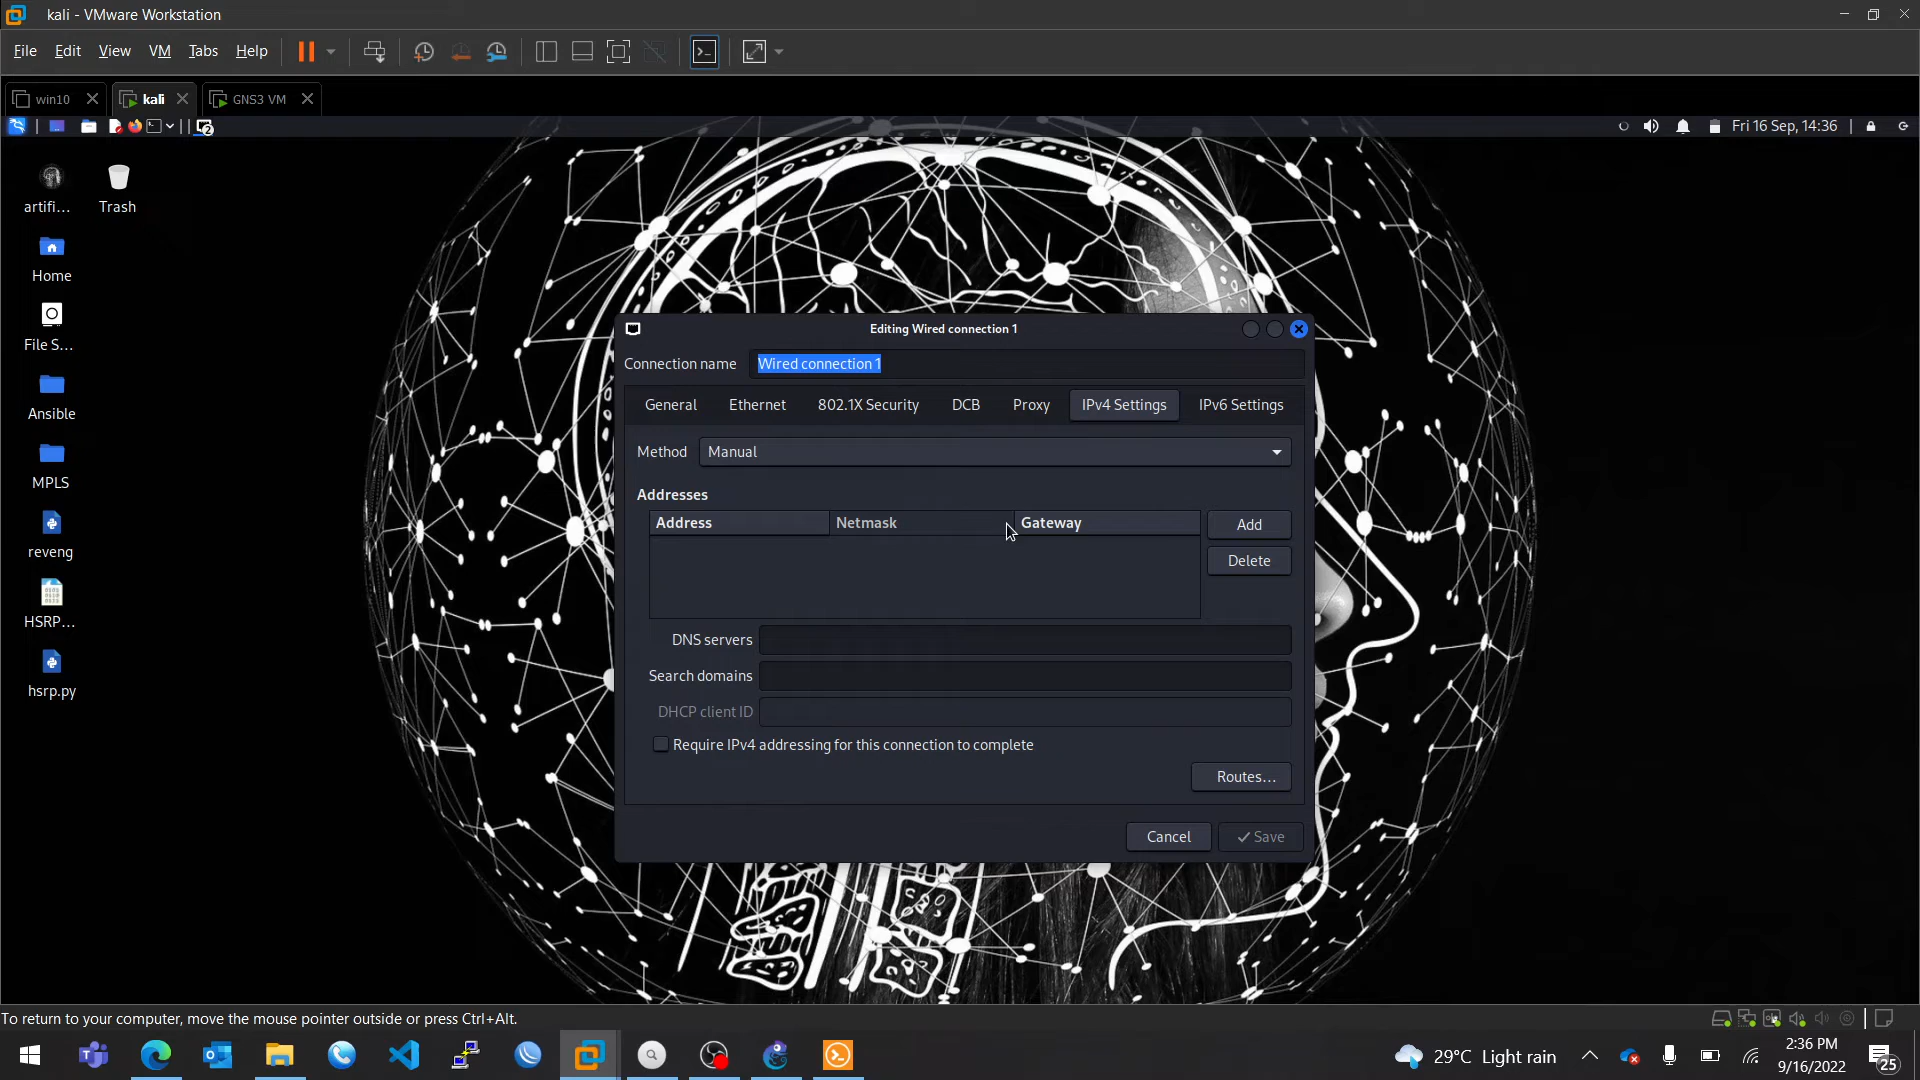 kali - VMware Workstation
File Edit View VM Tabs Help
win10 kali GNS3 VM
2 Fri 16 Sep, 14:36
artifi... Trash
Home
File S...
Ansible
MPLS
reveng
HSRP...
hsrp.py
Editing Wired connection 1
Connection name Wired connection 1
General Ethernet 802.1X Security DCB Proxy IPv4 Settings IPv6 Settings
Method Manual
Addresses
Address Netmask Gateway Add
Delete
DNS servers
Search domains
DHCP client ID
Require IPv4 addressing for this connection to complete
Routes...
Cancel Save
To return to your computer, move the mouse pointer outside or press Ctrl+Alt.
29°C Light rain 2:36 PM
9/16/2022 25